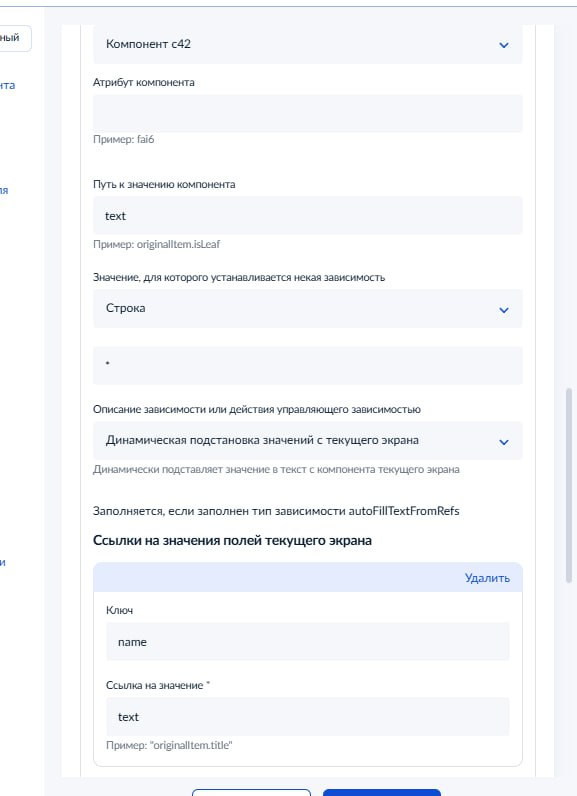 ный
Компонент c42
Атрибут компонента
нта
Пример: fai6
Путь к значению компонента
ля
text
Пример: originalItem.isLeaf
Значение, для которого устанавливается некая зависимость
Строка
*
Описание зависимости или действия управляющего зависимостью
Динамическая подстановка значений с текущего экрана
Динамически подставляет значение в текст с компонента текущего экрана
Заполняется, если заполнен тип зависимости autoFillTextFromRefs
Ссылки на значения полей текущего экрана
и
Удалить
Ключ
name
Ссылка на значение *
text
Пример: "originalItem.title"